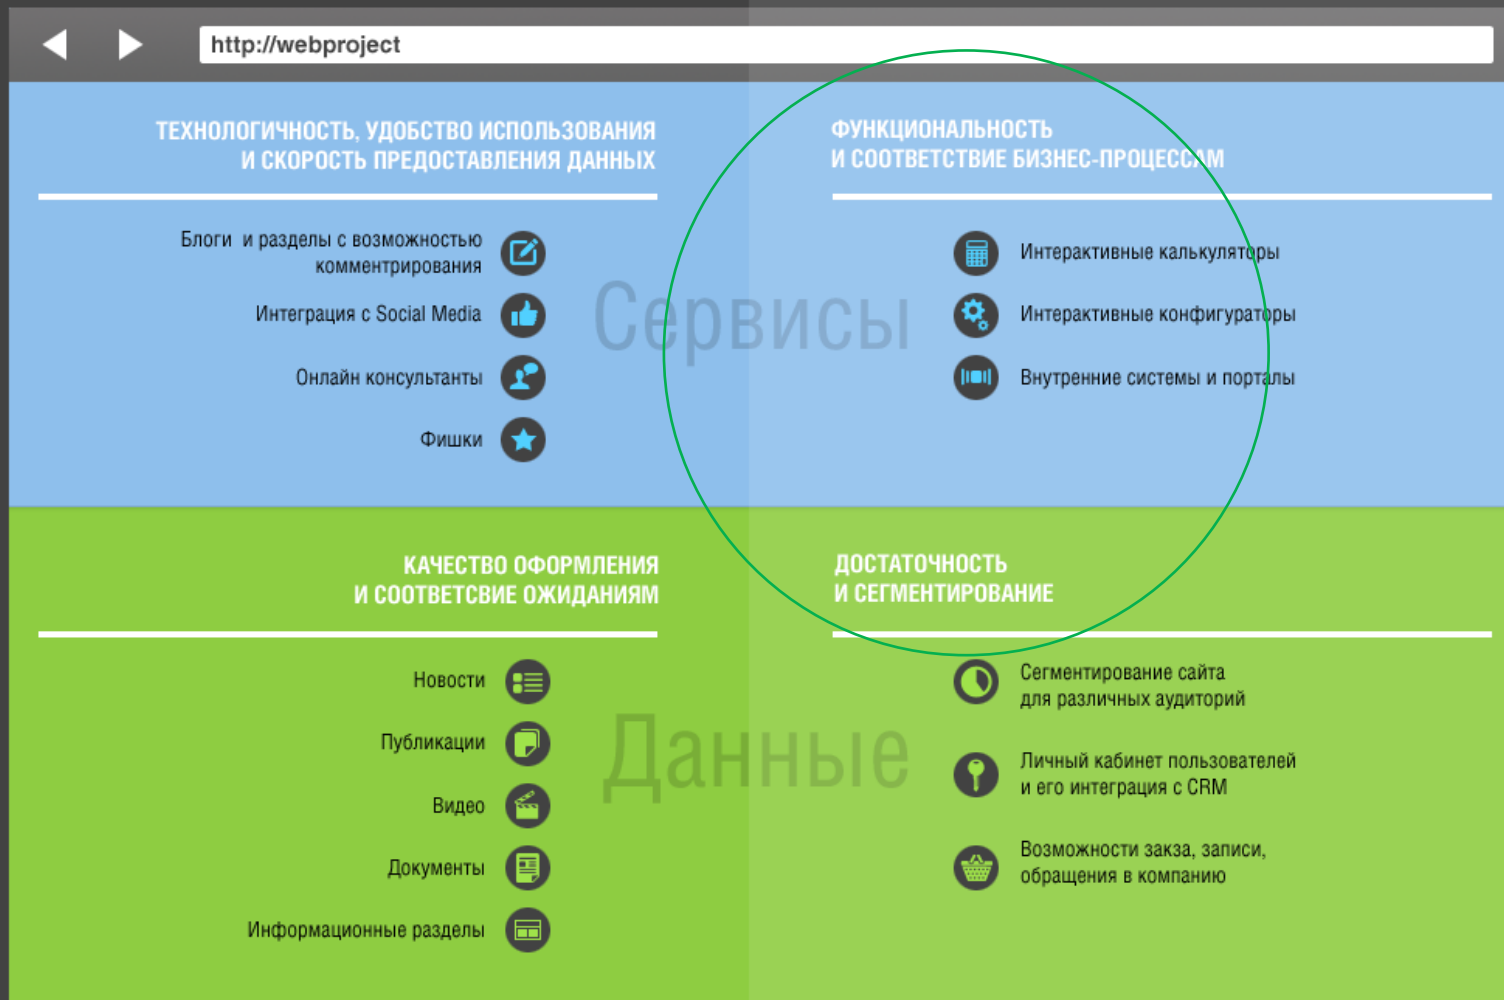 http://webproject
ТЕХНОЛОГИЧНОСТЬ, УДОБСТВО ИСПОЛЬЗОВАНИЯ
И СКОРОСТЬ ПРЕДОСТАВЛЕНИЯ ДАННЫХ
Блоги и разделы с возможностью
комментрирования
Интеграция с Social Media
Онлайн консультанты
Фишки
ФУНКЦИОНАЛЬНОСТЬ
И СООТВЕТСТВИЕ БИЗНЕС-ПРОЦЕССАМ
Интерактивные калькуляторы
Интерактивные конфигураторы
Внутренние системы и порталы
Сервисы
КАЧЕСТВО ОФОРМЛЕНИЯ
И СООТВЕТСВИЕ ОЖИДАНИЯМ
Новости
Публикации
Видео
Документы
Информационные разделы
ДОСТАТОЧНОСТЬ
И СЕГМЕНТИРОВАНИЕ
Сегментирование сайта
для различных аудиторий
Личный кабинет пользователей
и его интеграция с CRM
Возможности закза, записи,
обращения в компанию
Данные